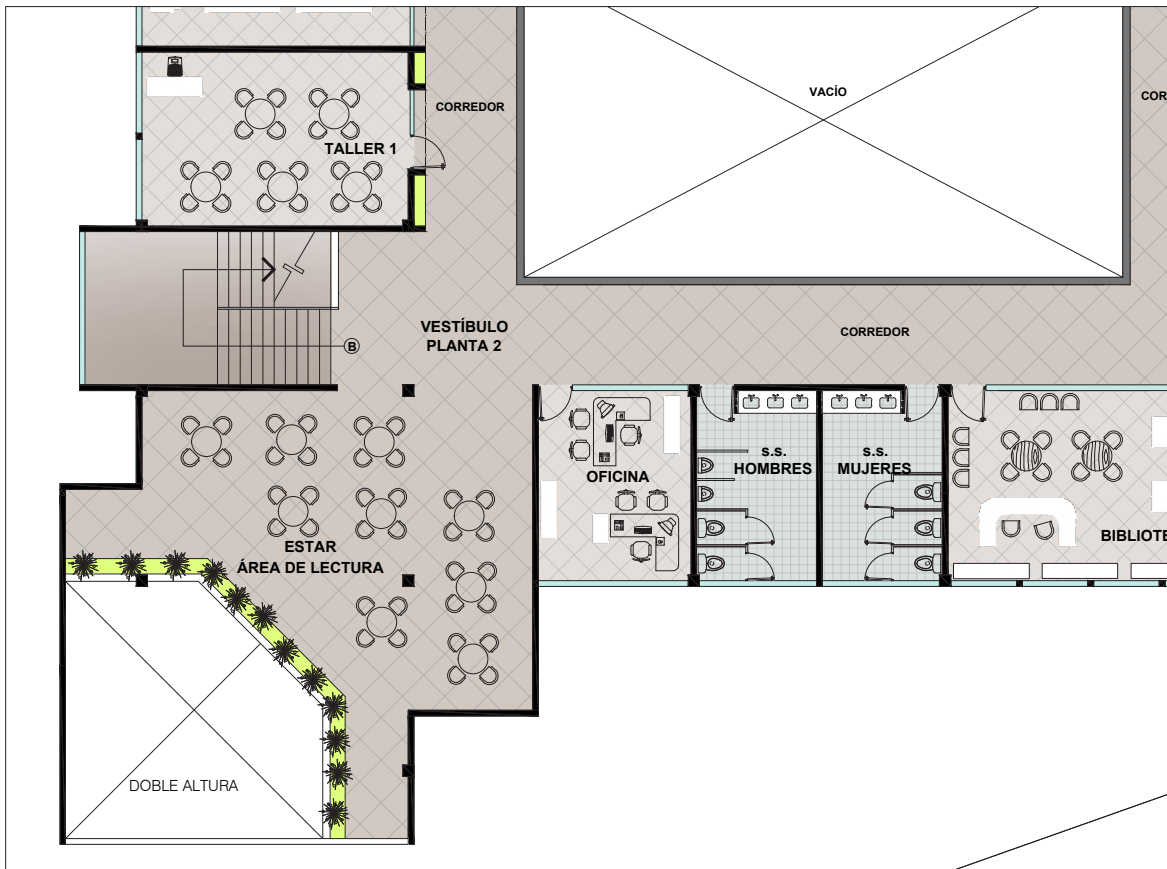 VACÍO
CORREDOR
COR
TALLER 1
VESTÍBULO
PLANTA 2
CORREDOR
B
OFICINA
s.s.
HOMBRES
s.s.
MUJERES
BIBLIOTE
ESTAR
ÁREA DE LECTURA
DOBLE ALTURA